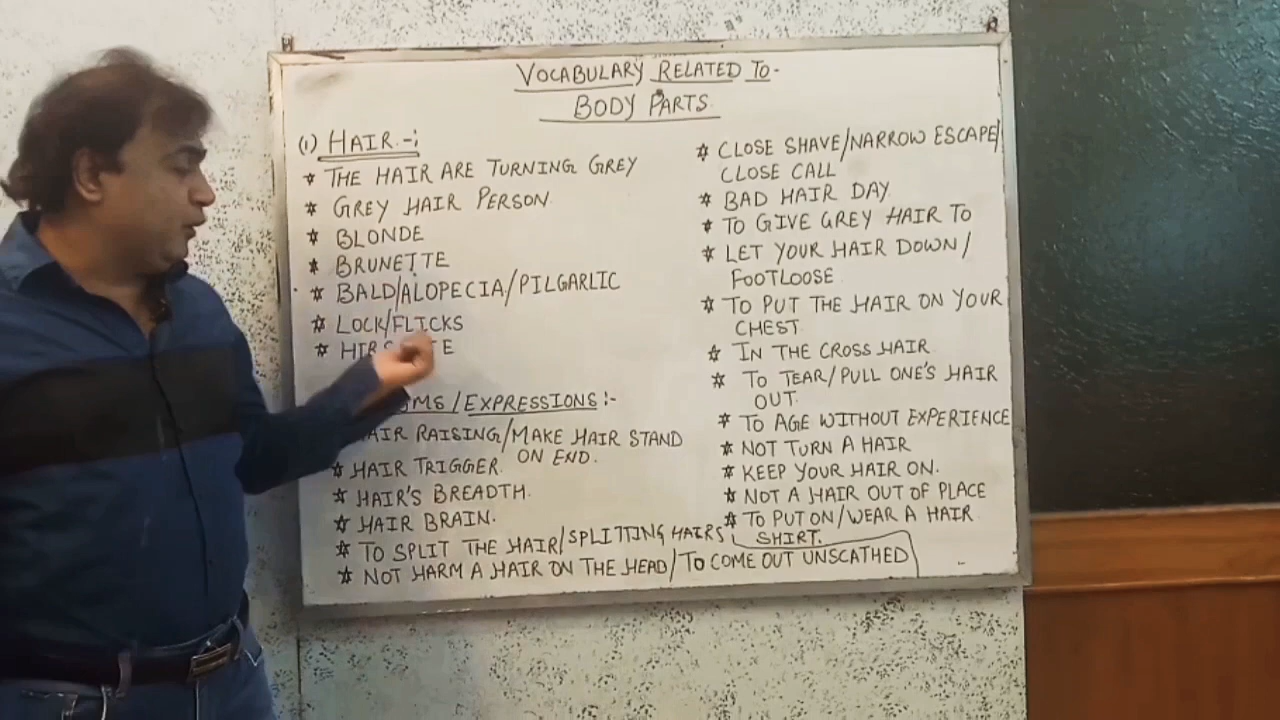 VOCABULARY RELATED TO-
BODY PARTS
(1) HAIR -:
* THE HAIR ARE TURNING GREY
* GREY HAIR PERSON
* BLONDE
* BRUNETTE
* BALD/ALOPECIA/PILGARLIC
* LOCK/FLICKS
/EXPRESSIONS:-
HAIR RAISING/MAKE HAIR STAND
ON END.
* HAIR TRIGGER.
* HAIR'S BREADTH.
* HAIR BRAIN.
* TO SPLIT THE HAIR/SPLITTING HAIRS
* NOT HARM A HAIR ON THE HEAD/TO COME OUT UNSCATHED
* CLOSE SHAVE/NARROW ESCAPE/
CLOSE CALL
* BAD HAIR DAY
* TO GIVE GREY HAIR TO
* LET YOUR HAIR DOWN/
FOOTLOOSE
* TO PUT THE HAIR ON YOUR
CHEST
* IN THE CROSS HAIR
* TO TEAR/PULL ONE'S HAIR
OUT
* TO AGE WITHOUT EXPERIENCE
* NOT TURN A HAIR
* KEEP YOUR HAIR ON.
* NOT A HAIR OUT OF PLACE
* TO PUT ON/WEAR A HAIR
SHIRT.